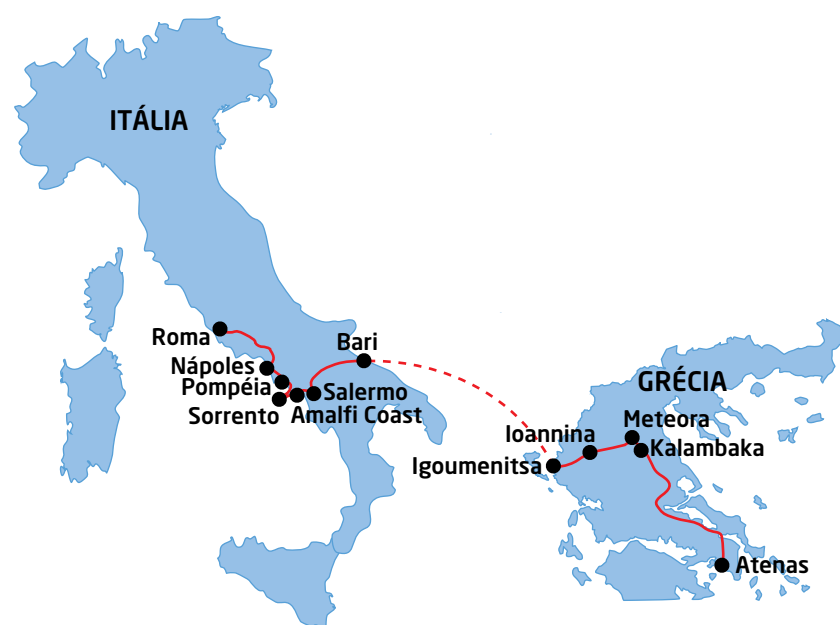 ITÁLIA
Roma
Nápoles
Pompéia
Sorrento
Amalfi Coast
Salermo
Bari
GRÉCIA
Meteora
Ioannina
Kalambaka
Igoumenitsa
Atenas